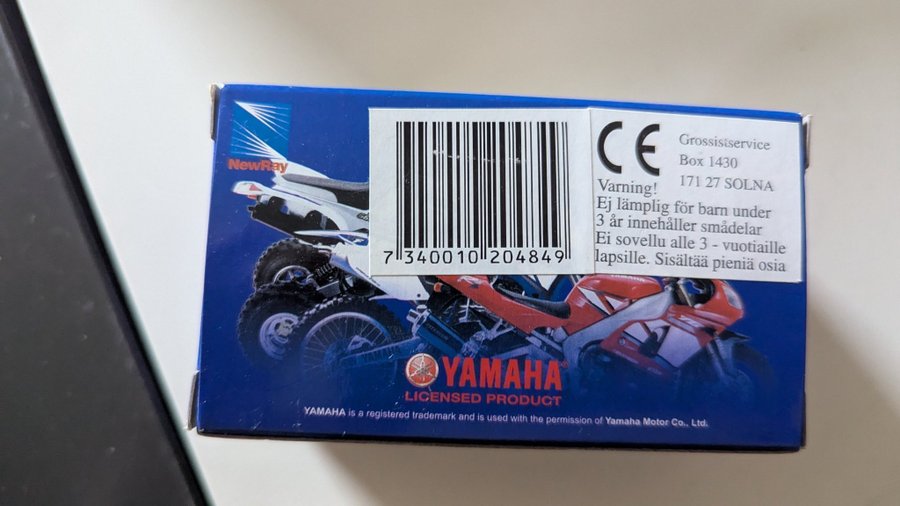 NewRay
7 340010 204849
CE
Grossistservice
Box 1430
171 27 SOLNA
Varning!
Ej lämplig för barn under
3 år innehåller smådelar
Ei sovellu alle 3 - vuotiaille
lapsille. Sisältää pieniä osia
YAMAHA®
LICENSED PRODUCT
YAMAHA is a registered trademark and is used with the permission of Yamaha Motor Co., Ltd.